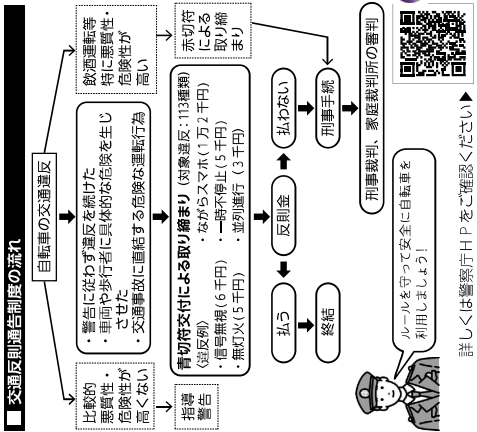 交通反則通告制度の流れ
自転車の交通違反
比較的
悪質性・
危険性が
高くない
指導
警告
・警告に従わず違反を続けた
・車両や歩行者に具体的な危険を生じ
させた
・交通事故に直結する危険な運転行為
飲酒運転等
特に悪質性・
危険性が
高い
赤切符
による
取り締
まり
青切符交付による取り締まり（対象違反：113種類）
〈違反例〉
・ながらスマホ（1万2千円）
・信号無視（6千円）
・一時不停止（5千円）
・無灯火（5千円）
・並列進行（3千円）
反則金
払う
終結
払わない
刑事手続
刑事裁判、家庭裁判所の審判
ルールを守って安全に自転車を
利用しましょう！
詳しくは警察庁HPをご確認ください▶